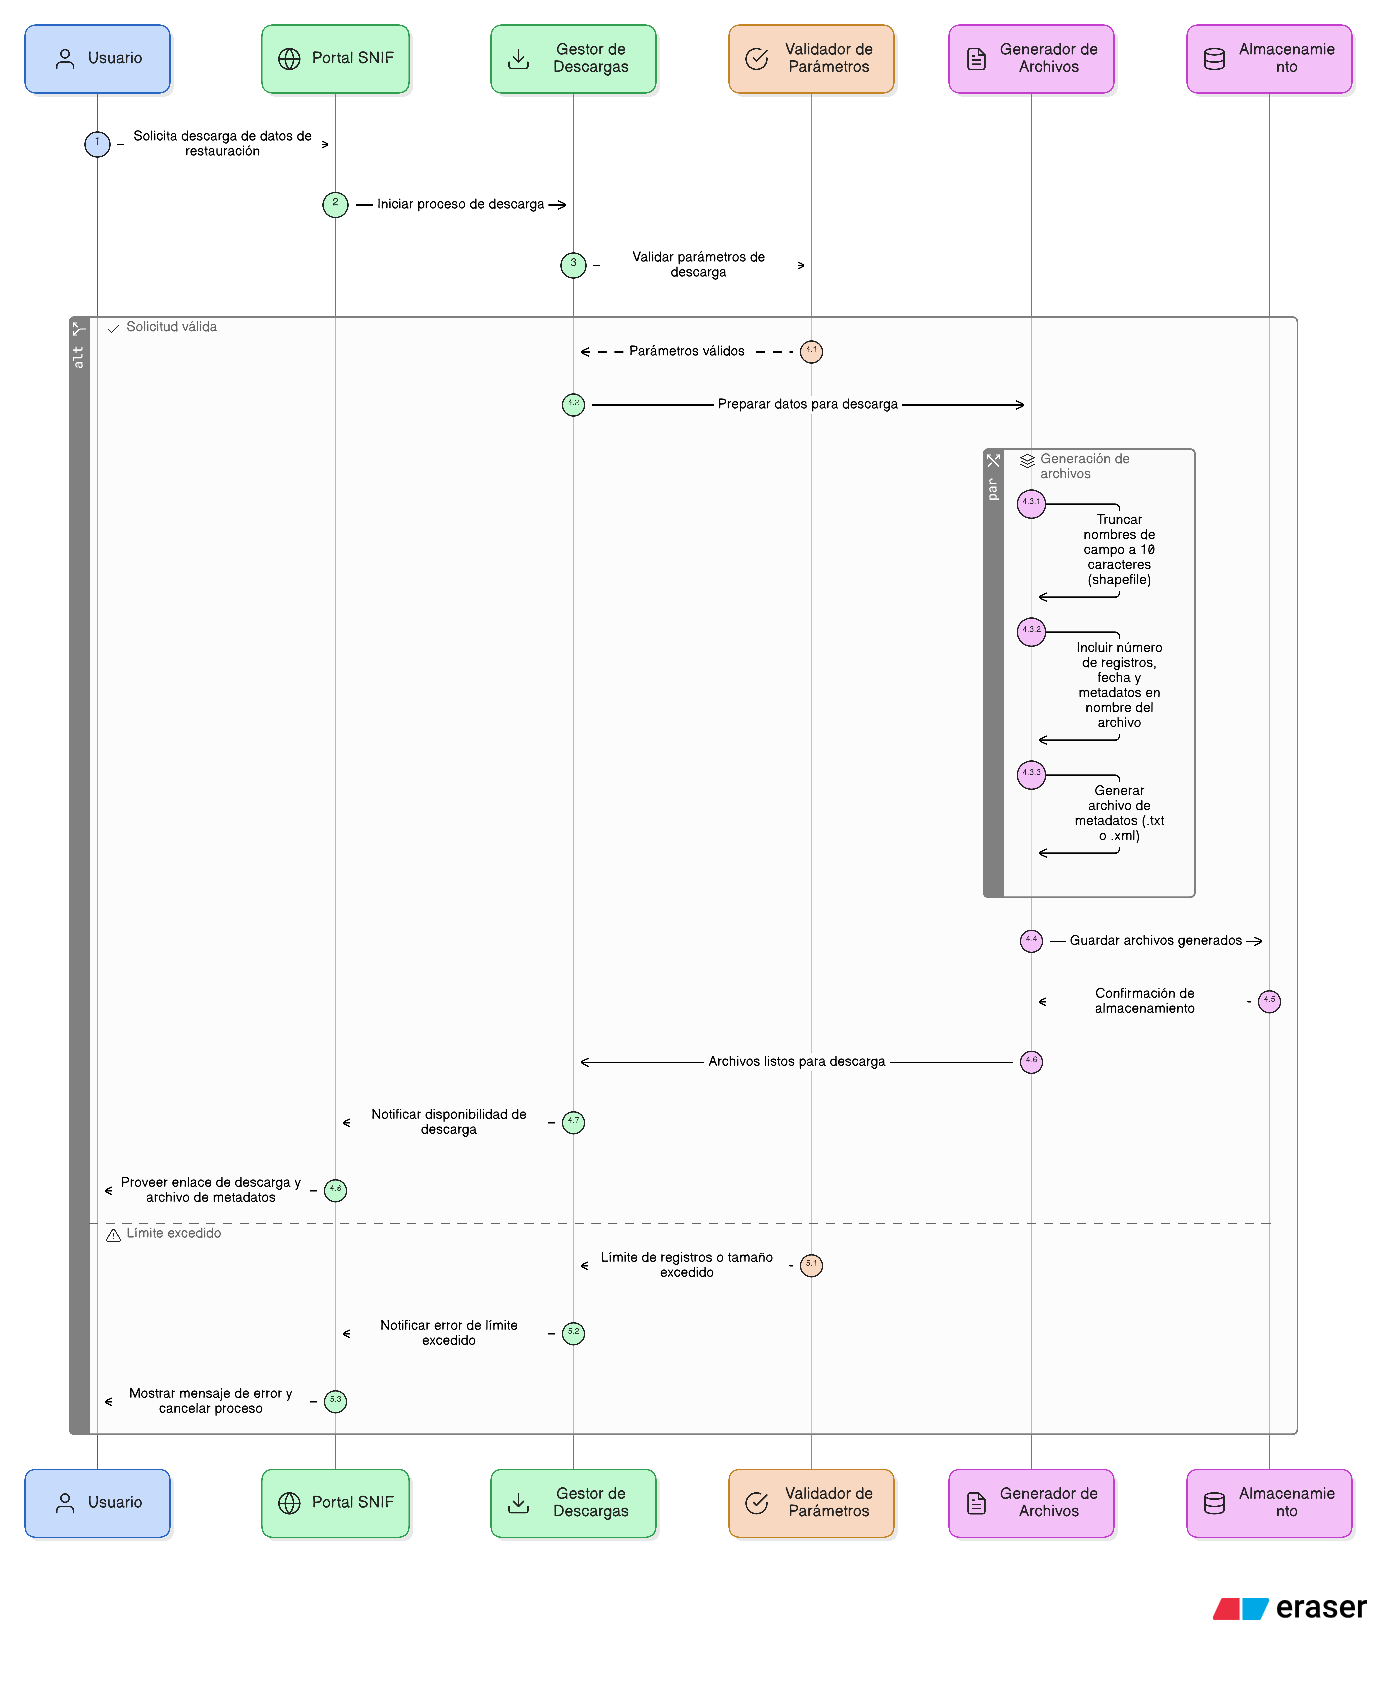 Usuario
Portal SNIF
Gestor de
Descargas
Validador de
Parámetros
Generador de
Archivos
Almacenamie
nto
1
Solicita descarga de datos de
restauración
2
Iniciar proceso de descarga
3
Validar parámetros de
descarga
alt
Solicitud válida
Parámetros válidos
4.1
4.2
Preparar datos para descarga
par
Generación de
archivos
4.3.1
Truncar
nombres de
campo a 10
caracteres
(shapefile)
4.3.2
Incluir número
de registros,
fecha y
metadatos en
nombre del
archivo
4.3.3
Generar
archivo de
metadatos (.txt
o .xml)
4.4
Guardar archivos generados
Confirmación de
almacenamiento
4.5
Archivos listos para descarga
4.6
Notificar disponibilidad de
descarga
4.7
Proveer enlace de descarga y
archivo de metadatos
4.8
Límite excedido
Límite de registros o tamaño
excedido
5.1
Notificar error de límite
excedido
5.2
Mostrar mensaje de error y
cancelar proceso
5.3
Usuario
Portal SNIF
Gestor de
Descargas
Validador de
Parámetros
Generador de
Archivos
Almacenamie
nto
eraser